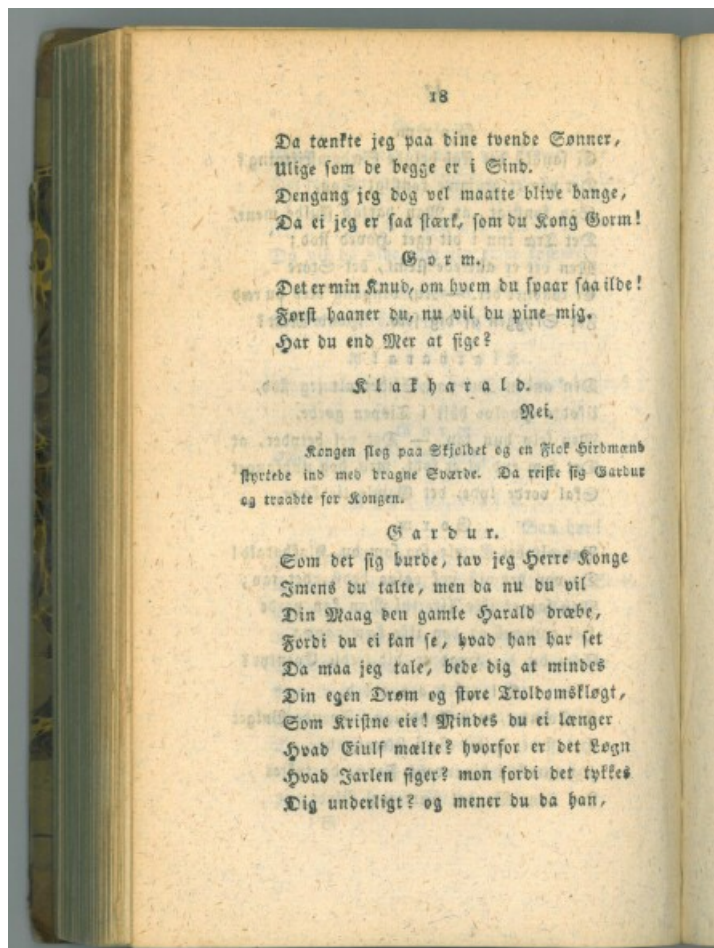 18
Da tænkte jeg paa dine tvende Sønner,
Ulige som de begge er i Sind.
Dengang jeg dog vel maatte blive bange,
Da ei jeg er saa stærk, som du Kong Gorm!
Gorm.
Det er min Knud, om hvem du spaar saa ilde!
Først haaner du, nu vil du pine mig.
Har du end Mer at sige?
Klakharald.
Nei.
Kongen slog paa Skjoldet og en Flok Hirdmænd
styrtede ind med dragne Sværde. Da reiste sig Gardur
og traadte for Kongen.
Gardur.
Som det sig burde, tav jeg Herre Konge
Imens du talte, men da nu du vil
Din Maag den gamle Harald dræbe,
Fordi du ei kan se, hvad han har set
Da maa jeg tale, bede dig at mindes
Din egen Drøm og store Troldomskløgt,
Som Kristne eie! Mindes du ei længer
Hvad Eiulf mælte? hvorfor er det Løgn
Hvad Jarlen siger? mon fordi det tykkes
Dig underligt? og mener du da han,